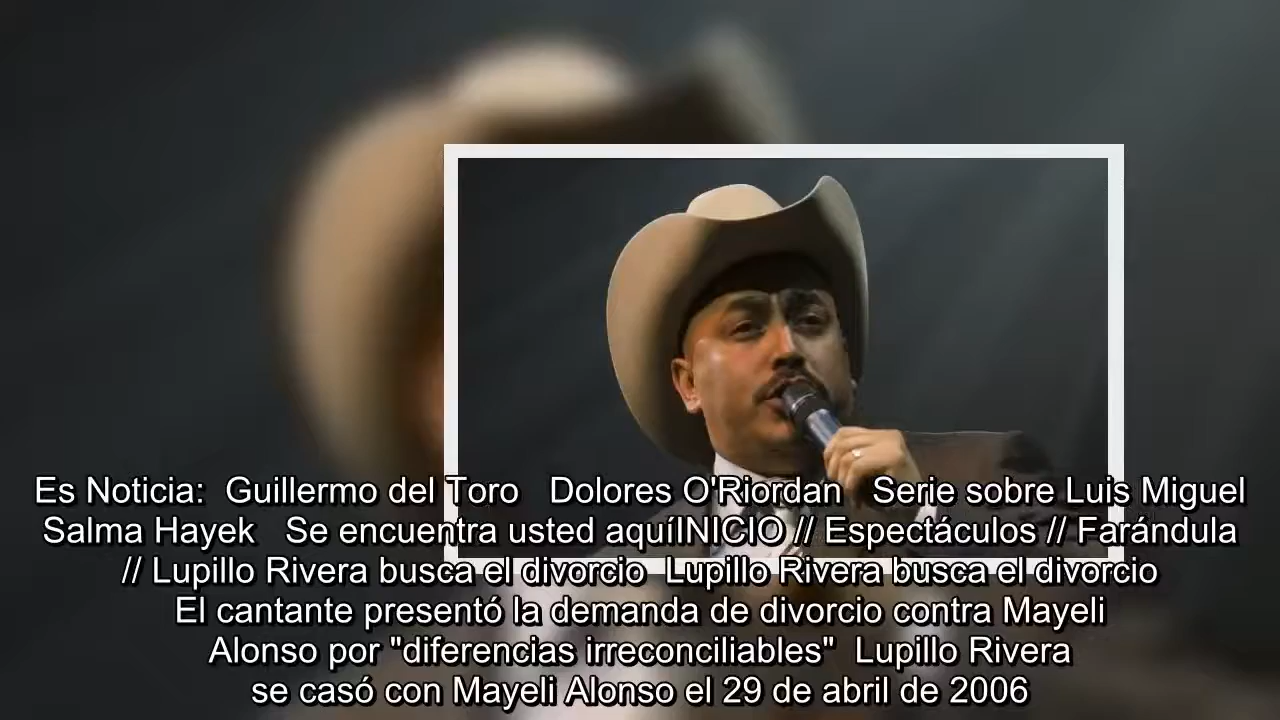 Es Noticia:  Guillermo del Toro   Dolores O'Riordan   Serie sobre Luis Miguel
Salma Hayek   Se encuentra usted aquíINICIO // Espectáculos // Farándula
// Lupillo Rivera busca el divorcio  Lupillo Rivera busca el divorcio
El cantante presentó la demanda de divorcio contra Mayeli
Alonso por "diferencias irreconciliables"  Lupillo Rivera
se casó con Mayeli Alonso el 29 de abril de 2006